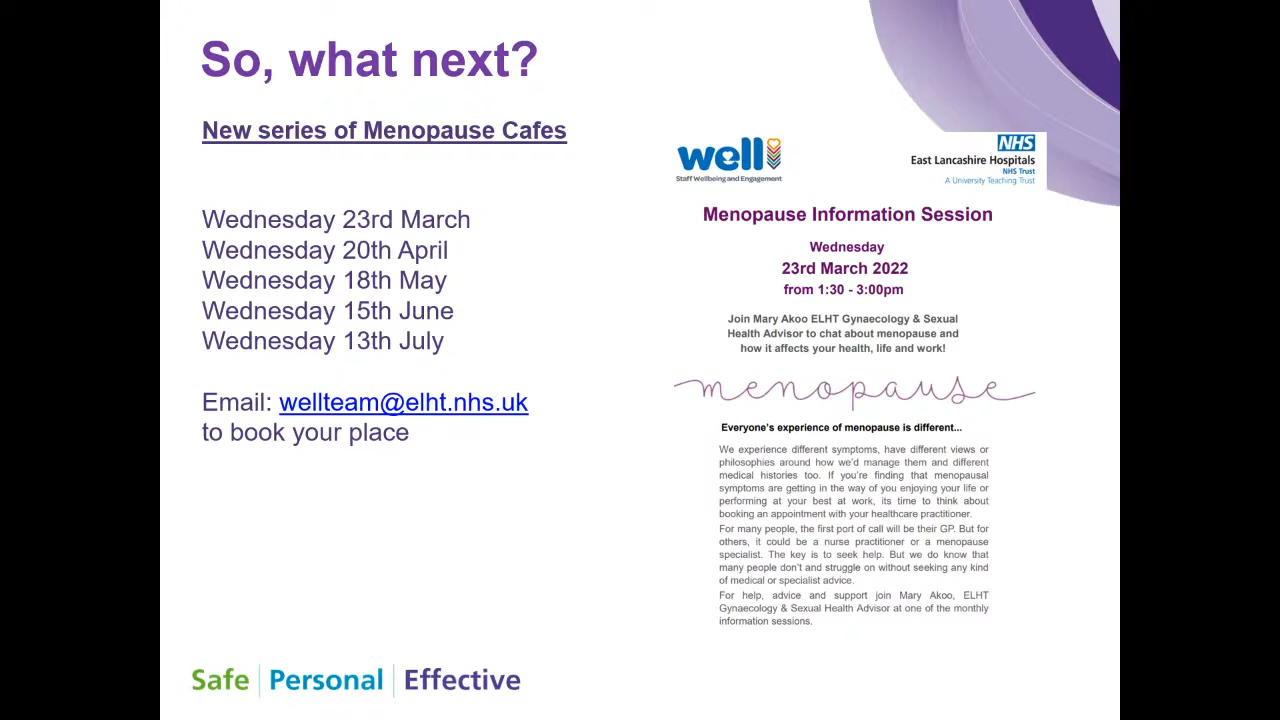 So, what next?
New series of Menopause Cafes
Wednesday 23rd March
Wednesday 20th April
Wednesday 18th May
Wednesday 15th June
Wednesday 13th July
Email: wellteam@elht.nhs.uk
to book your place
well
Staff Wellbeing and Engagement
NHS
East Lancashire Hospitals
NHS Trust
A University Teaching Trust
Menopause Information Session
Wednesday
23rd March 2022
from 1:30 - 3:00pm
Join Mary Akoo ELHT Gynaecology & Sexual
Health Advisor to chat about menopause and
how it affects your health, life and work!
menopause
Everyone's experience of menopause is different...
We experience different symptoms, have different views or
philosophies around how we'd manage them and different
medical histories too. If you're finding that menopausal
symptoms are getting in the way of you enjoying your life or
performing at your best at work, its time to think about
booking an appointment with your healthcare practitioner.
For many people, the first port of call will be their GP. But for
others, it could be a nurse practitioner or a menopause
specialist. The key is to seek help. But we do know that
many people don't and struggle on without seeking any kind
of medical or specialist advice.
For help, advice and support join Mary Akoo, ELHT
Gynaecology & Sexual Health Advisor at one of the monthly
information sessions.
Safe | Personal | Effective